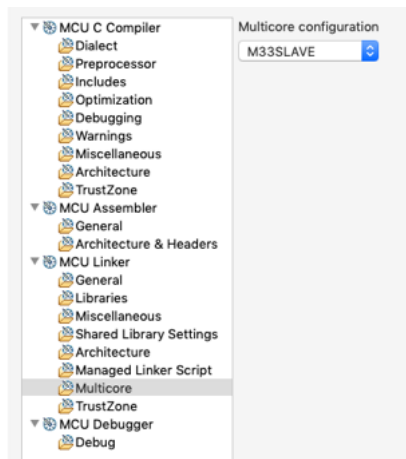 MCU C Compiler
Dialect
Preprocessor
Includes
Optimization
Debugging
Warnings
Miscellaneous
Architecture
TrustZone
MCU Assembler
General
Architecture & Headers
MCU Linker
General
Libraries
Miscellaneous
Shared Library Settings
Architecture
Managed Linker Script
Multicore
TrustZone
MCU Debugger
Debug
Multicore configuration
M33SLAVE